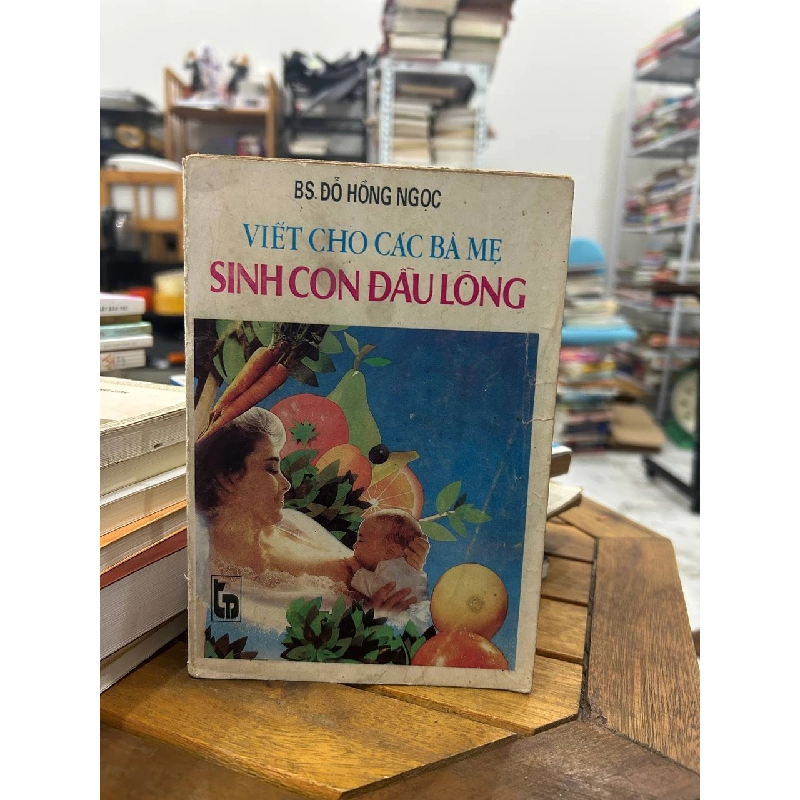 BS. ĐỖ HỒNG NGỌC
VIẾT CHO CÁC BÀ MẸ
SINH CON ĐẦU LÒNG